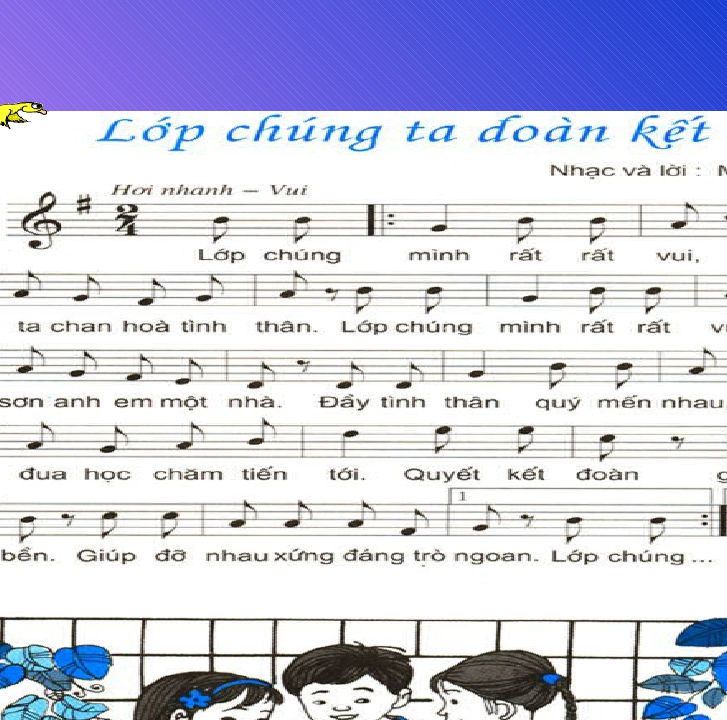 Lớp chúng ta đoàn kết
Nhạc và lời :
Hơi nhanh – Vui
2
4
Lớp chúng mình rất rất vui,
ta chan hoà tình thân. Lớp chúng mình rất rất
sơn anh em một nhà. Đầy tình thân quý mến nhau
đua học chăm tiến tới. Quyết kết đoàn
1
bền. Giúp đỡ nhau xứng đáng trò ngoan. Lớp chúng ...